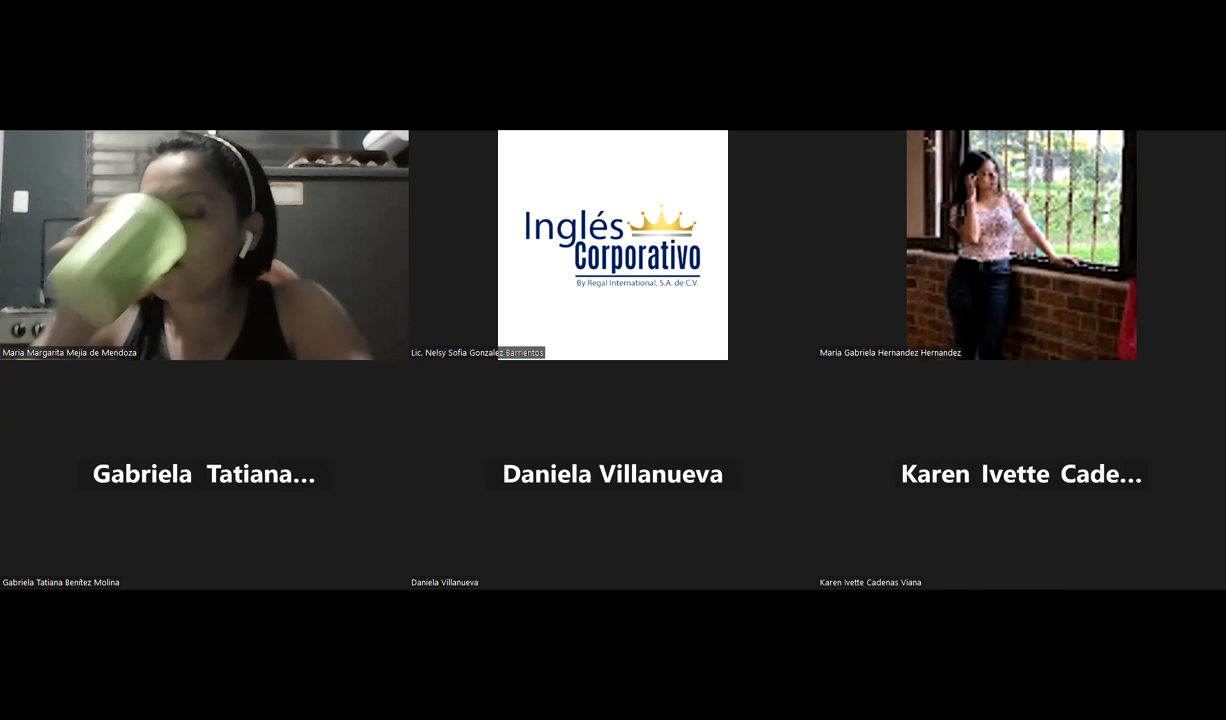 Inglés
Corporativo
By Regal International, S.A. de C.V.
Maria Margarita Mejia de Mendoza
Lic. Nelsy Sofia Gonzalez Barrientos
Maria Gabriela Hernandez Hernandez
Gabriela Tatiana...
Daniela Villanueva
Karen Ivette Cade...
Gabriela Tatiana Benítez Molina
Daniela Villanueva
Karen Ivette Cadenas Viana